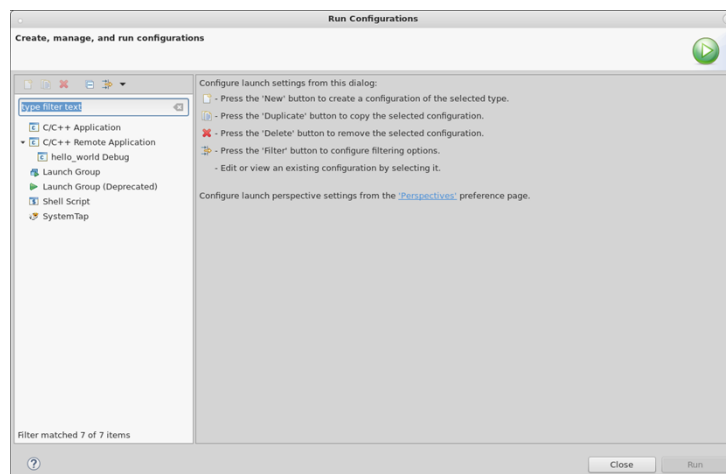 Run Configurations
Create, manage, and run configurations
type filter text
C/C++ Application
C/C++ Remote Application
hello_world Debug
Launch Group
Launch Group (Deprecated)
Shell Script
SystemTap
Filter matched 7 of 7 items
Configure launch settings from this dialog:
- Press the 'New' button to create a configuration of the selected type.
- Press the 'Duplicate' button to copy the selected configuration.
- Press the 'Delete' button to remove the selected configuration.
- Press the 'Filter' button to configure filtering options.
- Edit or view an existing configuration by selecting it.
Configure launch perspective settings from the 'Perspectives' preference page.
?
Close
Run